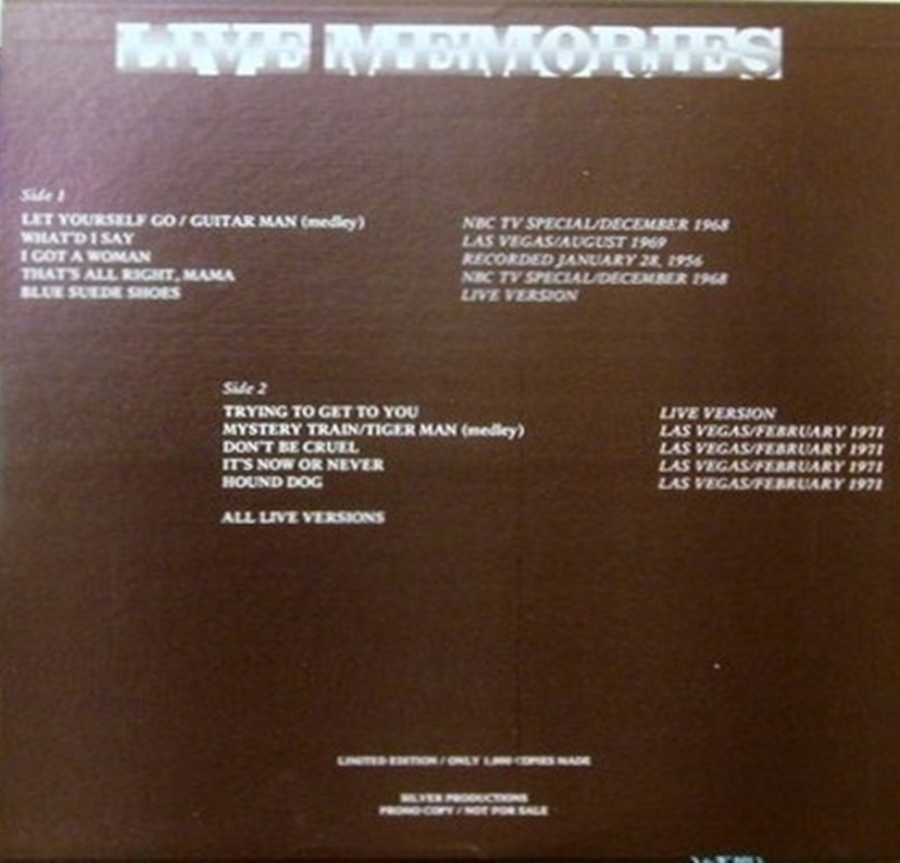 LIVE MEMORIES
Side 1
LET YOURSELF GO / GUITAR MAN (medley) NBC TV SPECIAL/DECEMBER 1968
WHAT'D I SAY LAS VEGAS/AUGUST 1969
I GOT A WOMAN RECORDED JANUARY 28, 1956
THAT'S ALL RIGHT, MAMA NBC TV SPECIAL/DECEMBER 1968
BLUE SUEDE SHOES LIVE VERSION
Side 2
TRYING TO GET TO YOU LIVE VERSION
MYSTERY TRAIN/TIGER MAN (medley) LAS VEGAS/FEBRUARY 1971
DON'T BE CRUEL LAS VEGAS/FEBRUARY 1971
IT'S NOW OR NEVER LAS VEGAS/FEBRUARY 1971
HOUND DOG LAS VEGAS/FEBRUARY 1971
ALL LIVE VERSIONS
LIMITED EDITION / ONLY 1,000 COPIES MADE
SILVER PRODUCTIONS
PROMO COPY / NOT FOR SALE